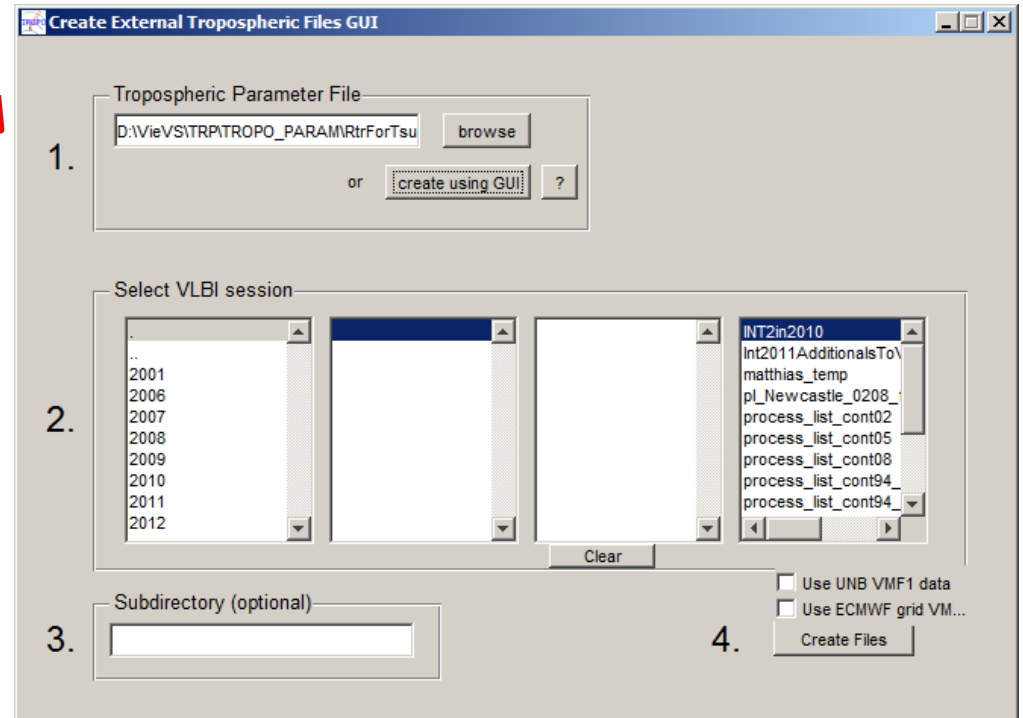 Create External Tropospheric Files GUI
Tropospheric Parameter File
1.
D:\VieVS\TRP\TROPO_PARAM\RtrForTsu
browse
or
create using GUI
?
Select VLBI session
2.
.
..
2001
2006
2007
2008
2009
2010
2011
2012
INT2in2010
Int2011AdditionalsTo
matthias_temp
pl_Newcastle_0208_
process_list_cont02
process_list_cont05
process_list_cont08
process_list_cont94_
process_list_cont94_
Clear
Subdirectory (optional)
3.
Use UNB VMF1 data
Use ECMWF grid VM...
4.
Create Files